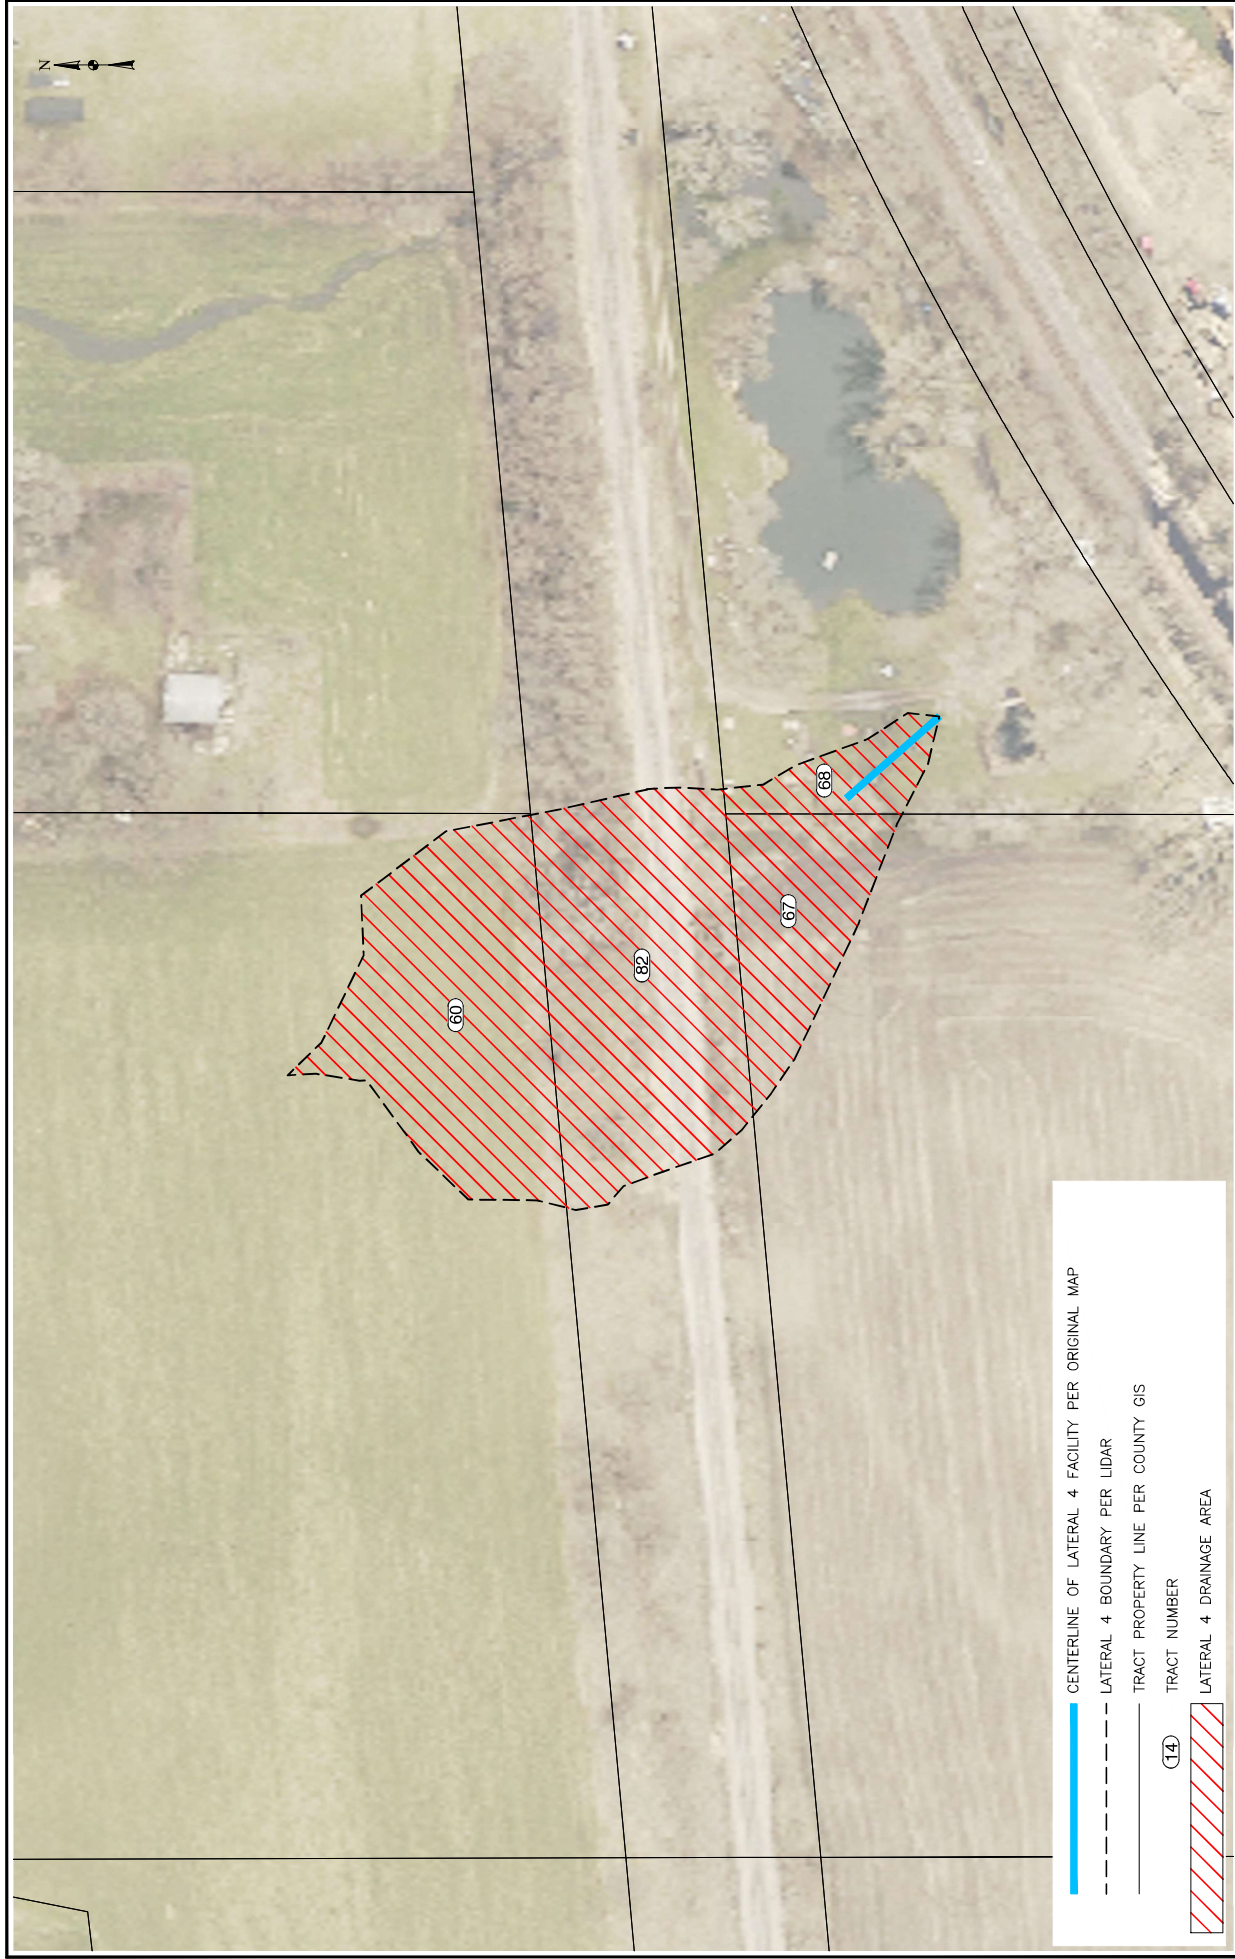 N
60
82
67
68
CENTERLINE OF LATERAL 4 FACILITY PER ORIGINAL MAP
LATERAL 4 BOUNDARY PER LIDAR
TRACT PROPERTY LINE PER COUNTY GIS
14 TRACT NUMBER
LATERAL 4 DRAINAGE AREA